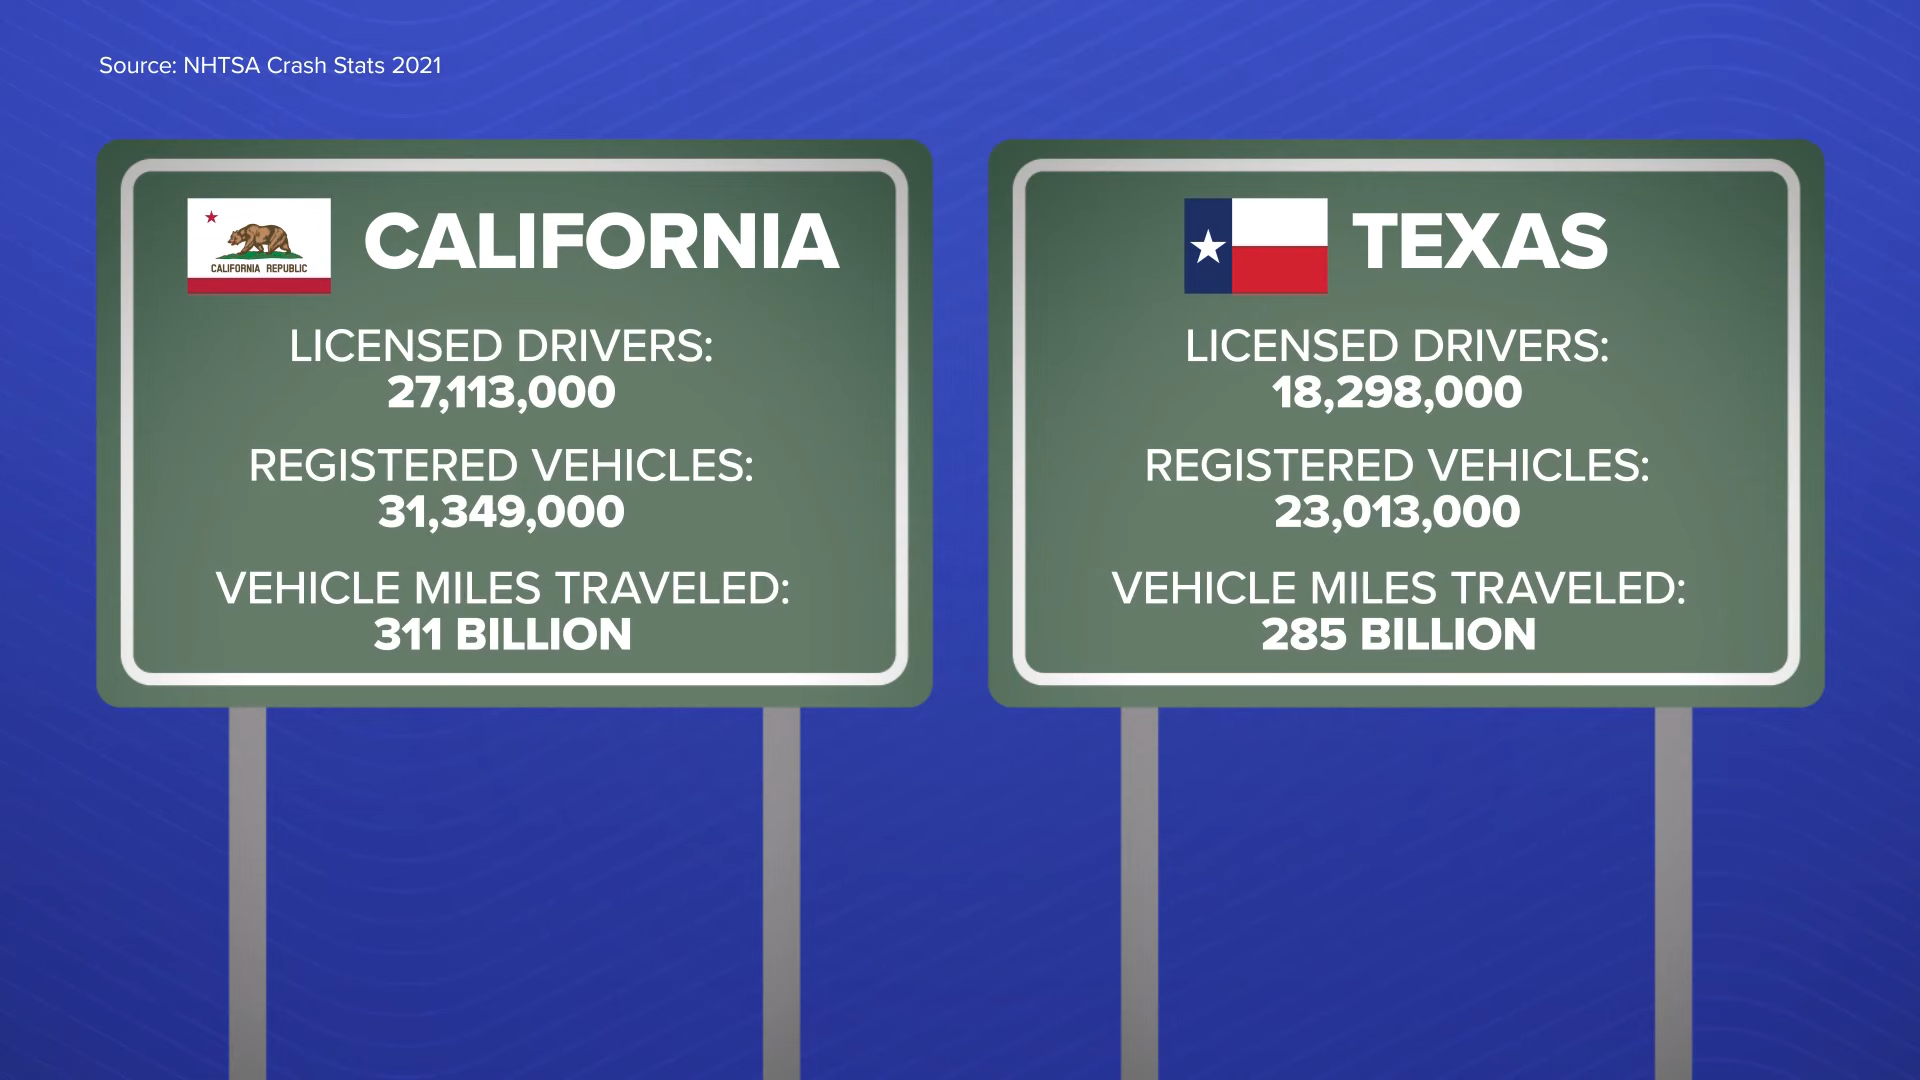 Source: NHTSA Crash Stats 2021
CALIFORNIA REPUBLIC
CALIFORNIA
LICENSED DRIVERS:
27,113,000
REGISTERED VEHICLES:
31,349,000
VEHICLE MILES TRAVELED:
311 BILLION
TEXAS
LICENSED DRIVERS:
18,298,000
REGISTERED VEHICLES:
23,013,000
VEHICLE MILES TRAVELED:
285 BILLION